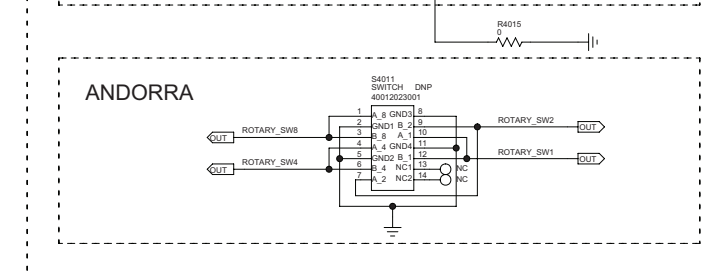 R4015
0
ANDORRA
S4011
SWITCH DNP
40012023001
1 A_8 GND3 8
2 GND1 B_2 9
3 B_8 A_1 10
4 A_4 GND4 11
5 GND2 B_1 12
6 B_4 NC1 13 NC
7 A_2 NC2 14 NC
OUT ROTARY_SW8
OUT ROTARY_SW4
ROTARY_SW2 OUT
ROTARY_SW1 OUT